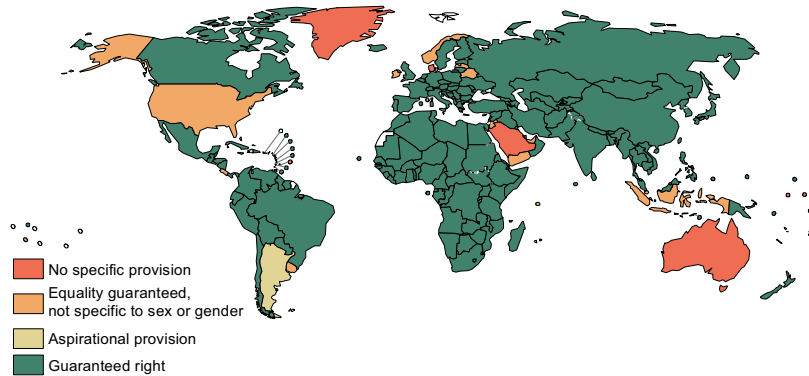 No specific provision
Equality guaranteed,
not specific to sex or gender
Aspirational provision
Guaranteed right